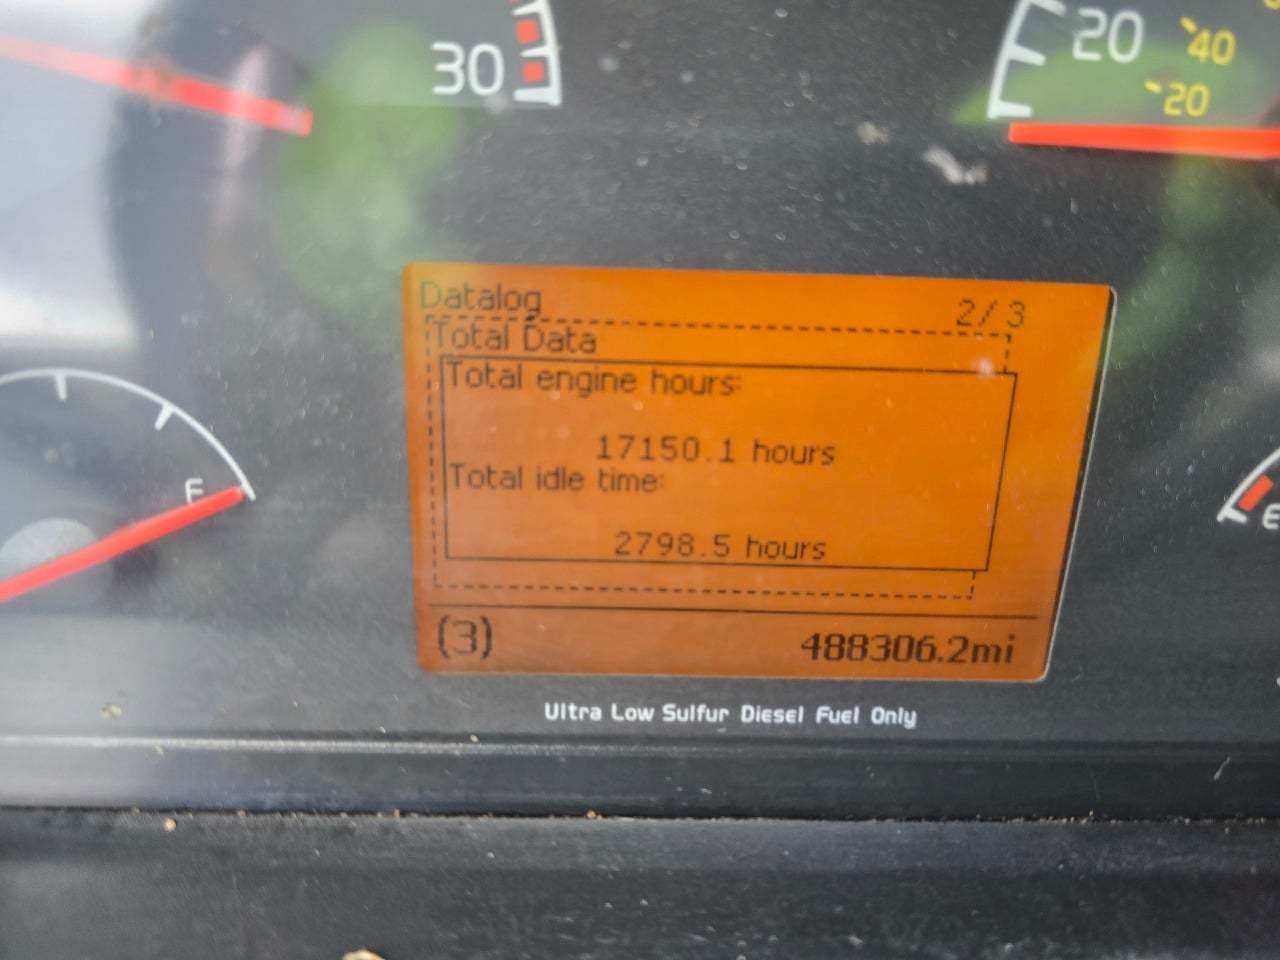 30
20
40
20
Datalog 2/3
Total Data
Total engine hours:
17150.1 hours
Total idle time:
2798.5 hours
(3) 488306.2mi
F
E
Ultra Low Sulfur Diesel Fuel Only